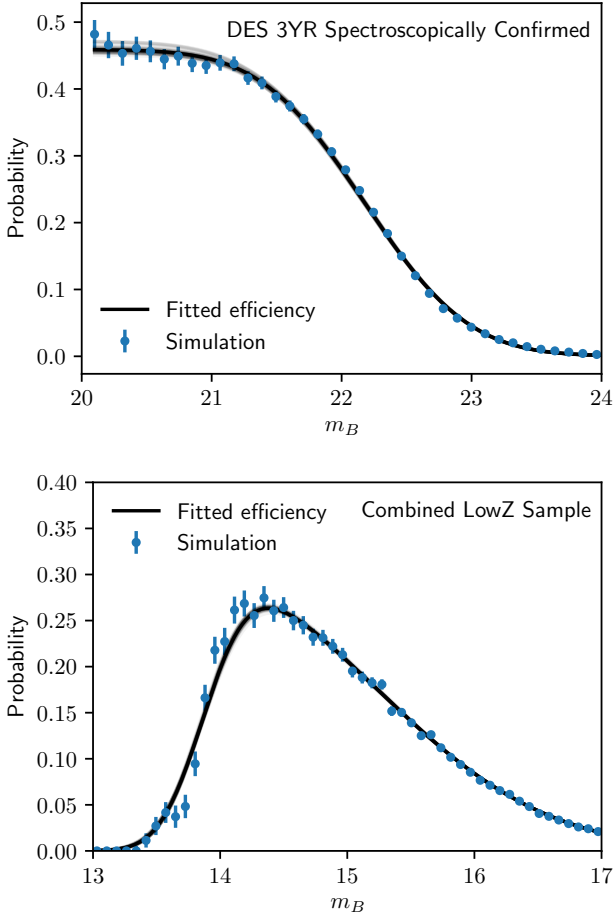 DES 3YR Spectroscopically Confirmed
0.5
0.4
0.3
0.2
0.1
0.0
Probability
Fitted efficiency
Simulation
20 21 22 23 24
m_B
0.40
0.35
0.30
0.25
0.20
0.15
0.10
0.05
0.00
Probability
Fitted efficiency
Simulation
Combined LowZ Sample
13 14 15 16 17
m_B